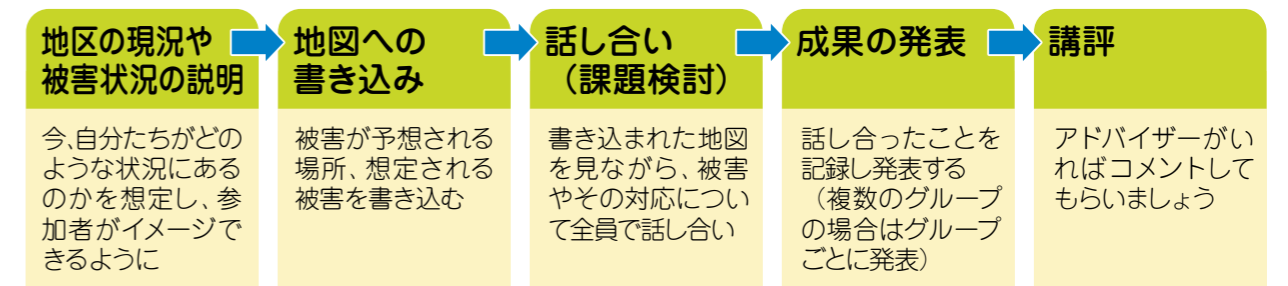 地区の現況や
被害状況の説明
今、自分たちがどの
ような状況にある
のかを想定し、参
加者がイメージで
きるように
地図への
書き込み
被害が予想される
場所、想定される
被害を書き込む
話し合い
（課題検討）
書き込まれた地図
を見ながら、被害
やその対応につい
て全員で話し合い
成果の発表
話し合ったことを
記録し発表する
（複数のグループ
の場合はグループ
ごとに発表）
講評
アドバイザーがい
ればコメントして
もらいましょう